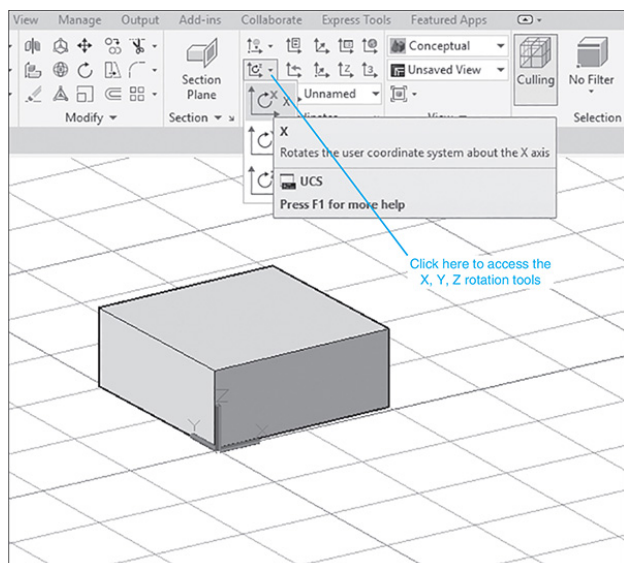 View Manage Output Add-ins Collaborate Express Tools Featured Apps
Conceptual
Unsaved View
Section
Plane
Culling
No Filter
Unnamed
Modify
Section
Selection
X
X
X
Rotates the user coordinate system about the X axis
UCS
Press F1 for more help
Click here to access the
X, Y, Z rotation tools
Z
Y
X